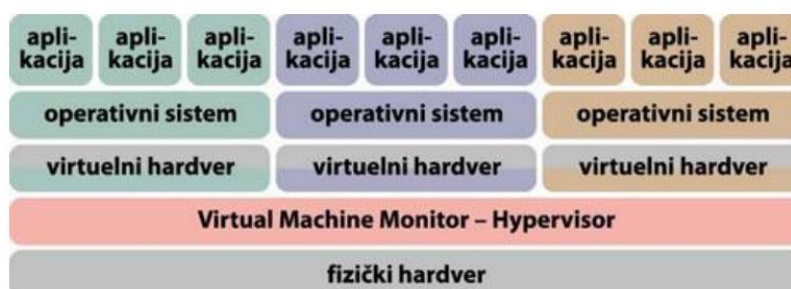 apli- apli- apli- apli- apli- apli- apli- apli- apli-
kacija kacija kacija kacija kacija kacija kacija kacija kacija
operativni sistem operativni sistem operativni sistem
virtuelni hardver virtuelni hardver virtuelni hardver
Virtual Machine Monitor – Hypervisor
fizički hardver